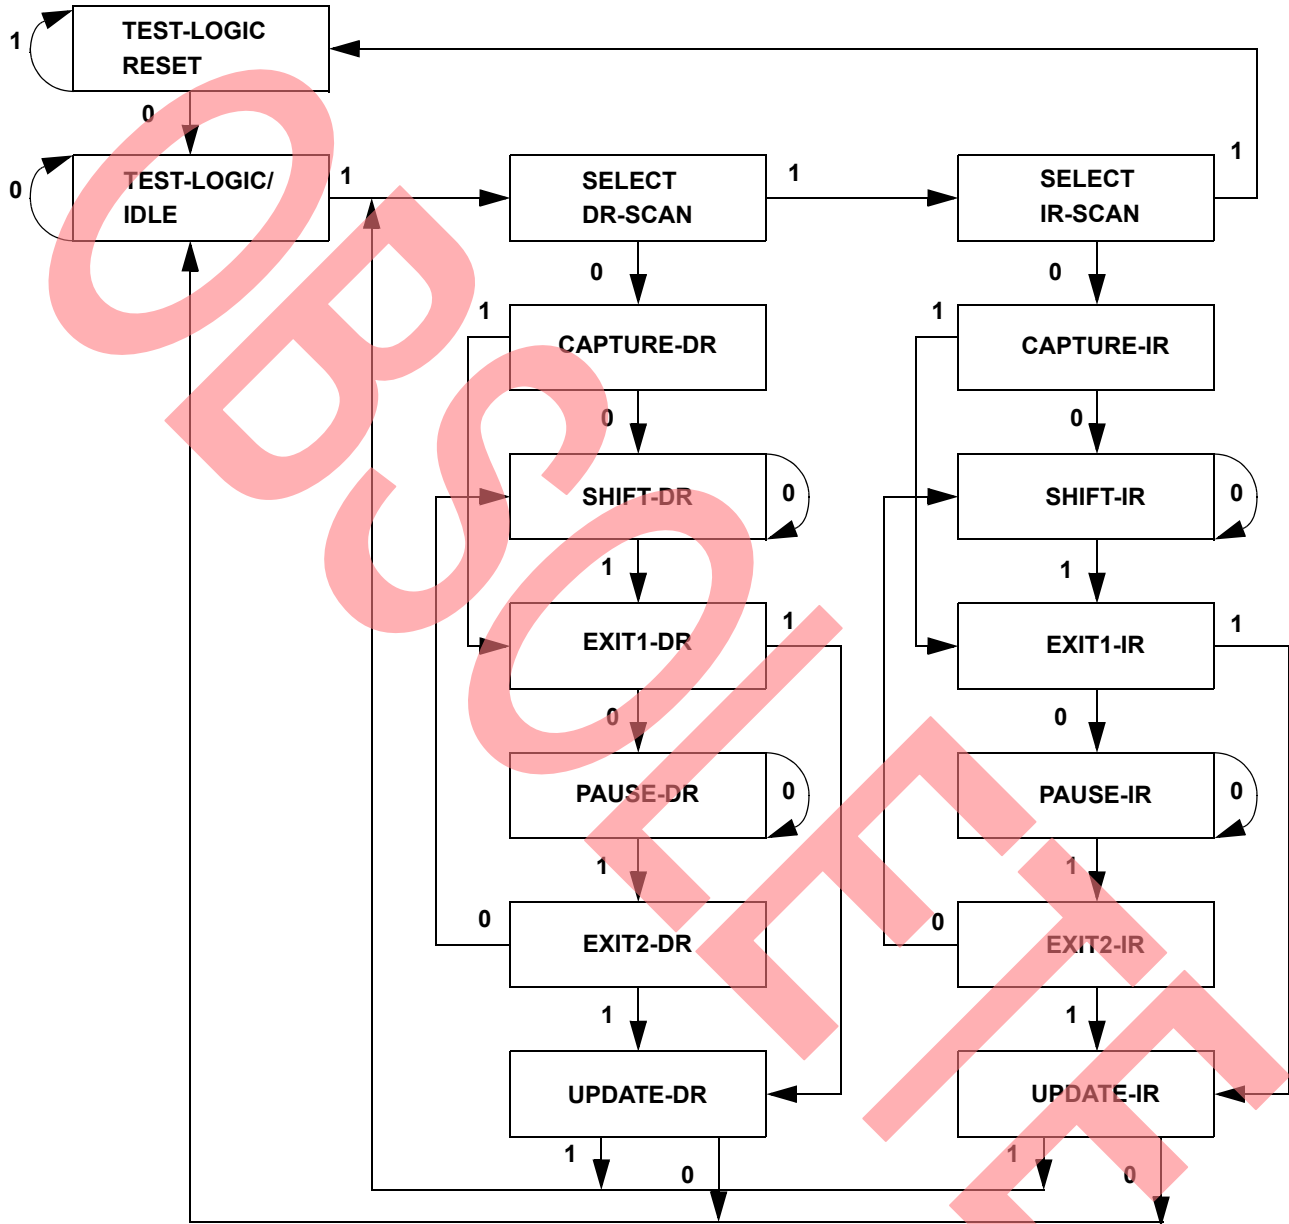 TEST-LOGIC
RESET
1
0
TEST-LOGIC/
IDLE
0
1
SELECT
DR-SCAN
1
SELECT
IR-SCAN
1
0
0
1
CAPTURE-DR
1
CAPTURE-IR
0
0
SHIFT-DR
0
SHIFT-IR
0
1
1
EXIT1-DR
1
EXIT1-IR
1
0
0
PAUSE-DR
0
PAUSE-IR
0
1
1
0
EXIT2-DR
0
EXIT2-IR
1
1
UPDATE-DR
UPDATE-IR
1
0
1
0
OBSOLETE